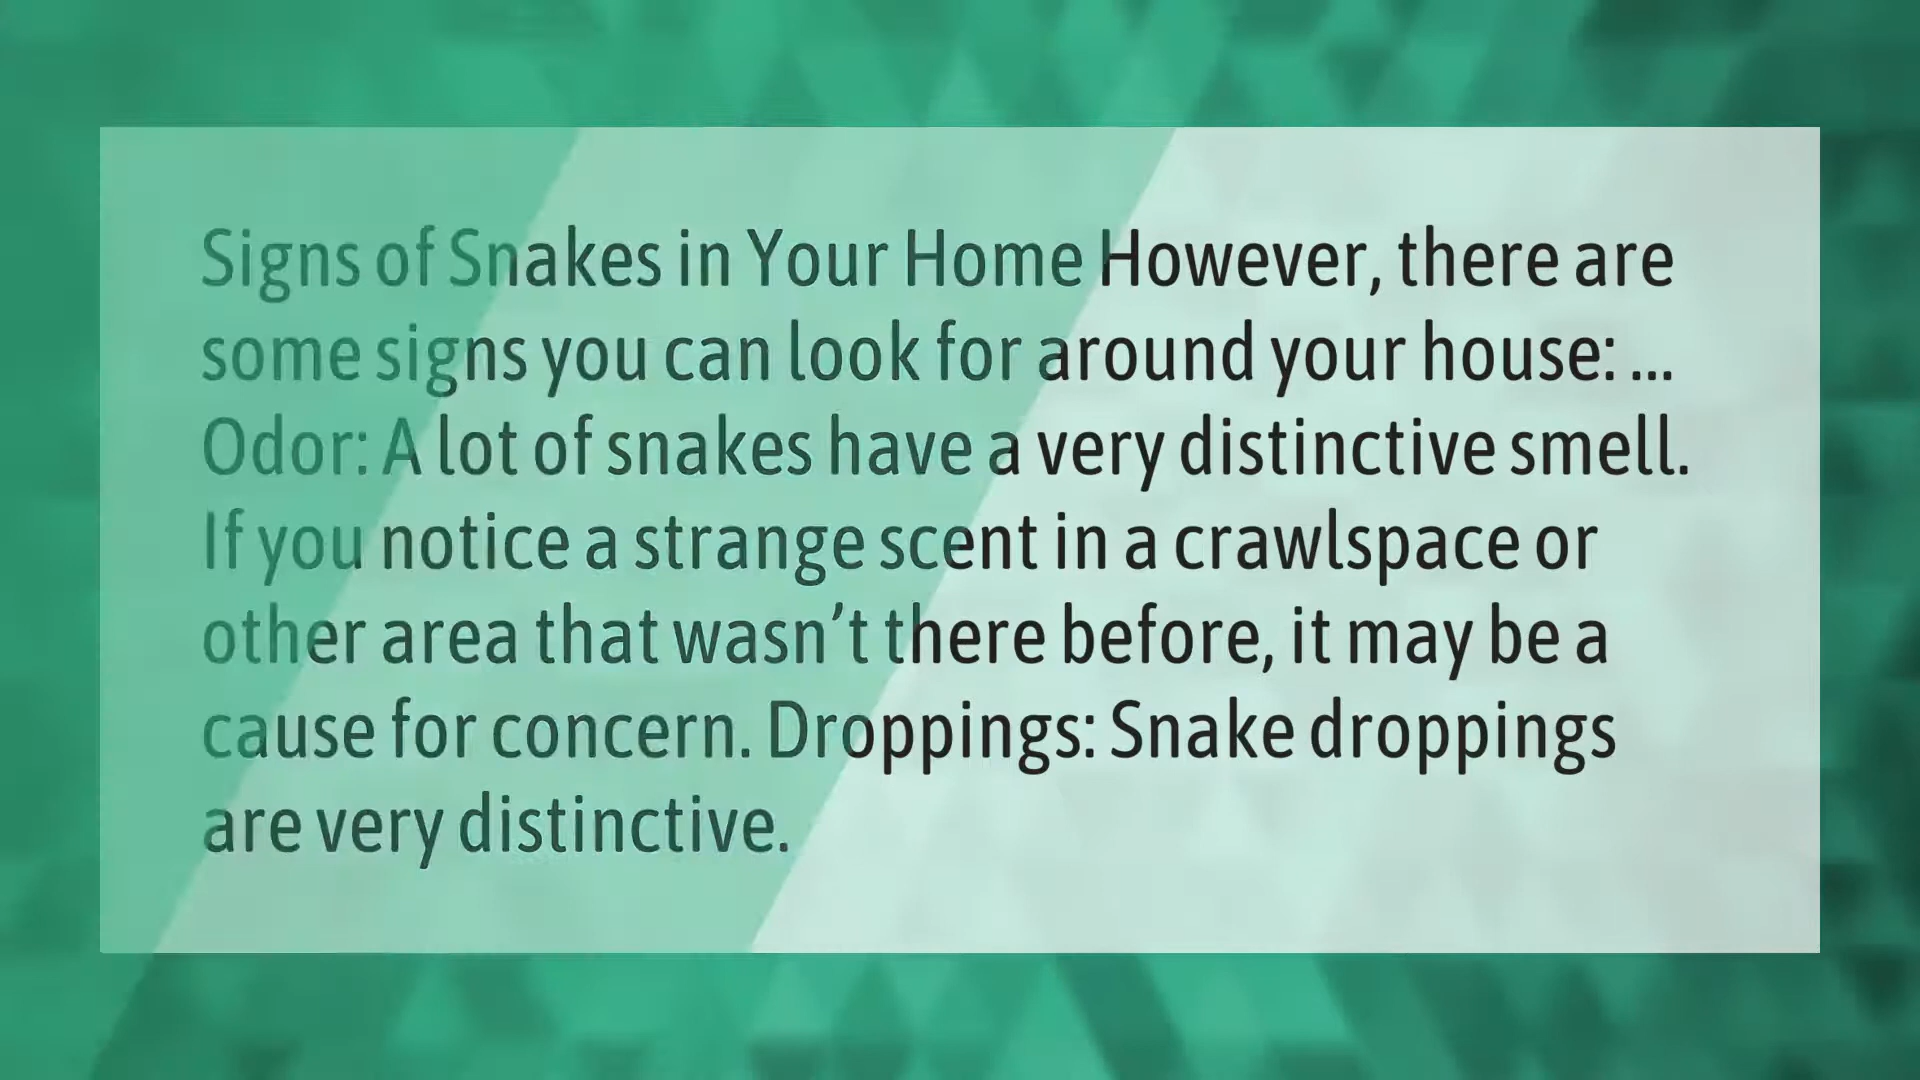 Signs of Snakes in Your Home However, there are
some signs you can look for around your house: ...
Odor: A lot of snakes have a very distinctive smell.
If you notice a strange scent in a crawlspace or
other area that wasn’t there before, it may be a
cause for concern. Droppings: Snake droppings
are very distinctive.